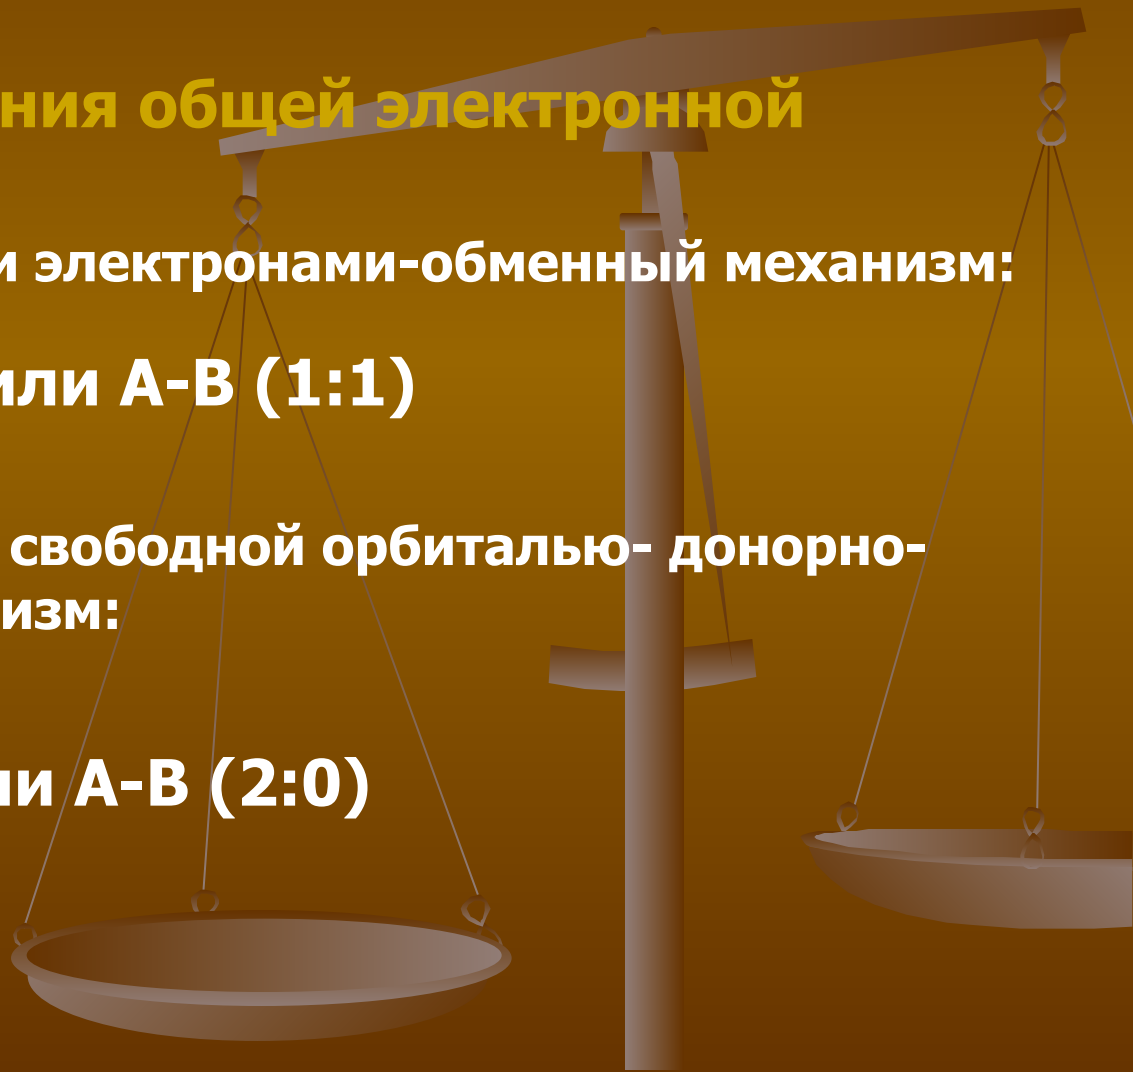 ния общей электронной
и электронами-обменный механизм:
или А-В (1:1)
свободной орбиталью- донорно-
изм:
ли А-В (2:0)